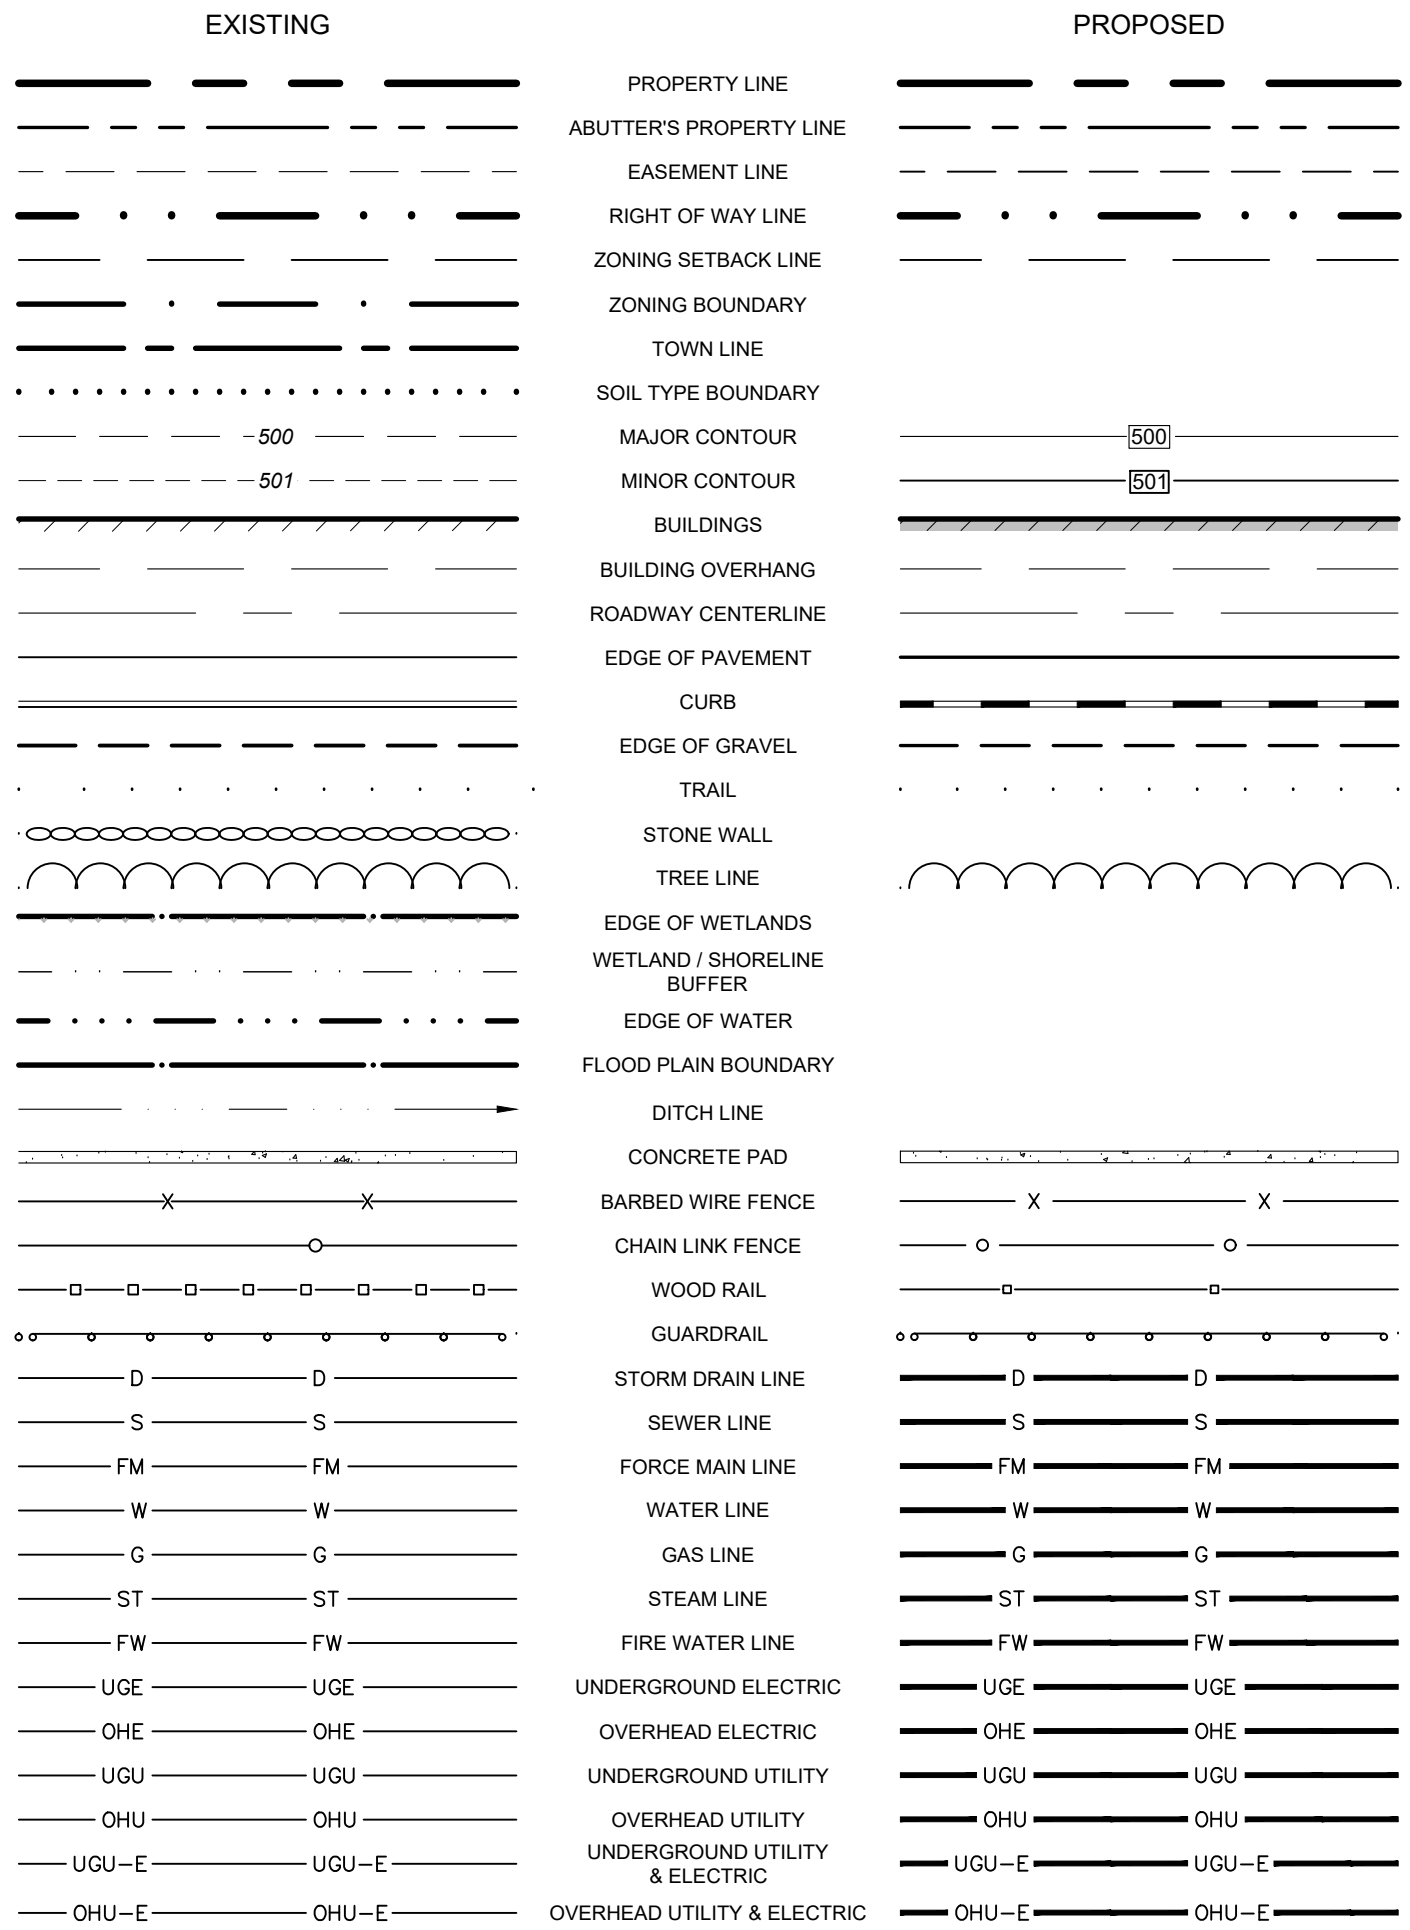 EXISTING PROPOSED
PROPERTY LINE
ABUTTER'S PROPERTY LINE
EASEMENT LINE
RIGHT OF WAY LINE
ZONING SETBACK LINE
ZONING BOUNDARY
TOWN LINE
SOIL TYPE BOUNDARY
500 MAJOR CONTOUR 500
501 MINOR CONTOUR 501
BUILDINGS
BUILDING OVERHANG
ROADWAY CENTERLINE
EDGE OF PAVEMENT
CURB
EDGE OF GRAVEL
TRAIL
STONE WALL
TREE LINE
EDGE OF WETLANDS
WETLAND / SHORELINE
BUFFER
EDGE OF WATER
FLOOD PLAIN BOUNDARY
DITCH LINE
CONCRETE PAD
X X BARBED WIRE FENCE X X
CHAIN LINK FENCE
WOOD RAIL
GUARDRAIL
D D STORM DRAIN LINE D D
S S SEWER LINE S S
FM FM FORCE MAIN LINE FM FM
W W WATER LINE W W
G G GAS LINE G G
ST ST STEAM LINE ST ST
FW FW FIRE WATER LINE FW FW
UGE UGE UNDERGROUND ELECTRIC UGE UGE
OHE OHE OVERHEAD ELECTRIC OHE OHE
UGU UGU UNDERGROUND UTILITY UGU UGU
OHU OHU OVERHEAD UTILITY OHU OHU
UGU-E UGU-E UNDERGROUND UTILITY UGU-E UGU-E
& ELECTRIC
OHU-E OHU-E OVERHEAD UTILITY & ELECTRIC OHU-E OHU-E